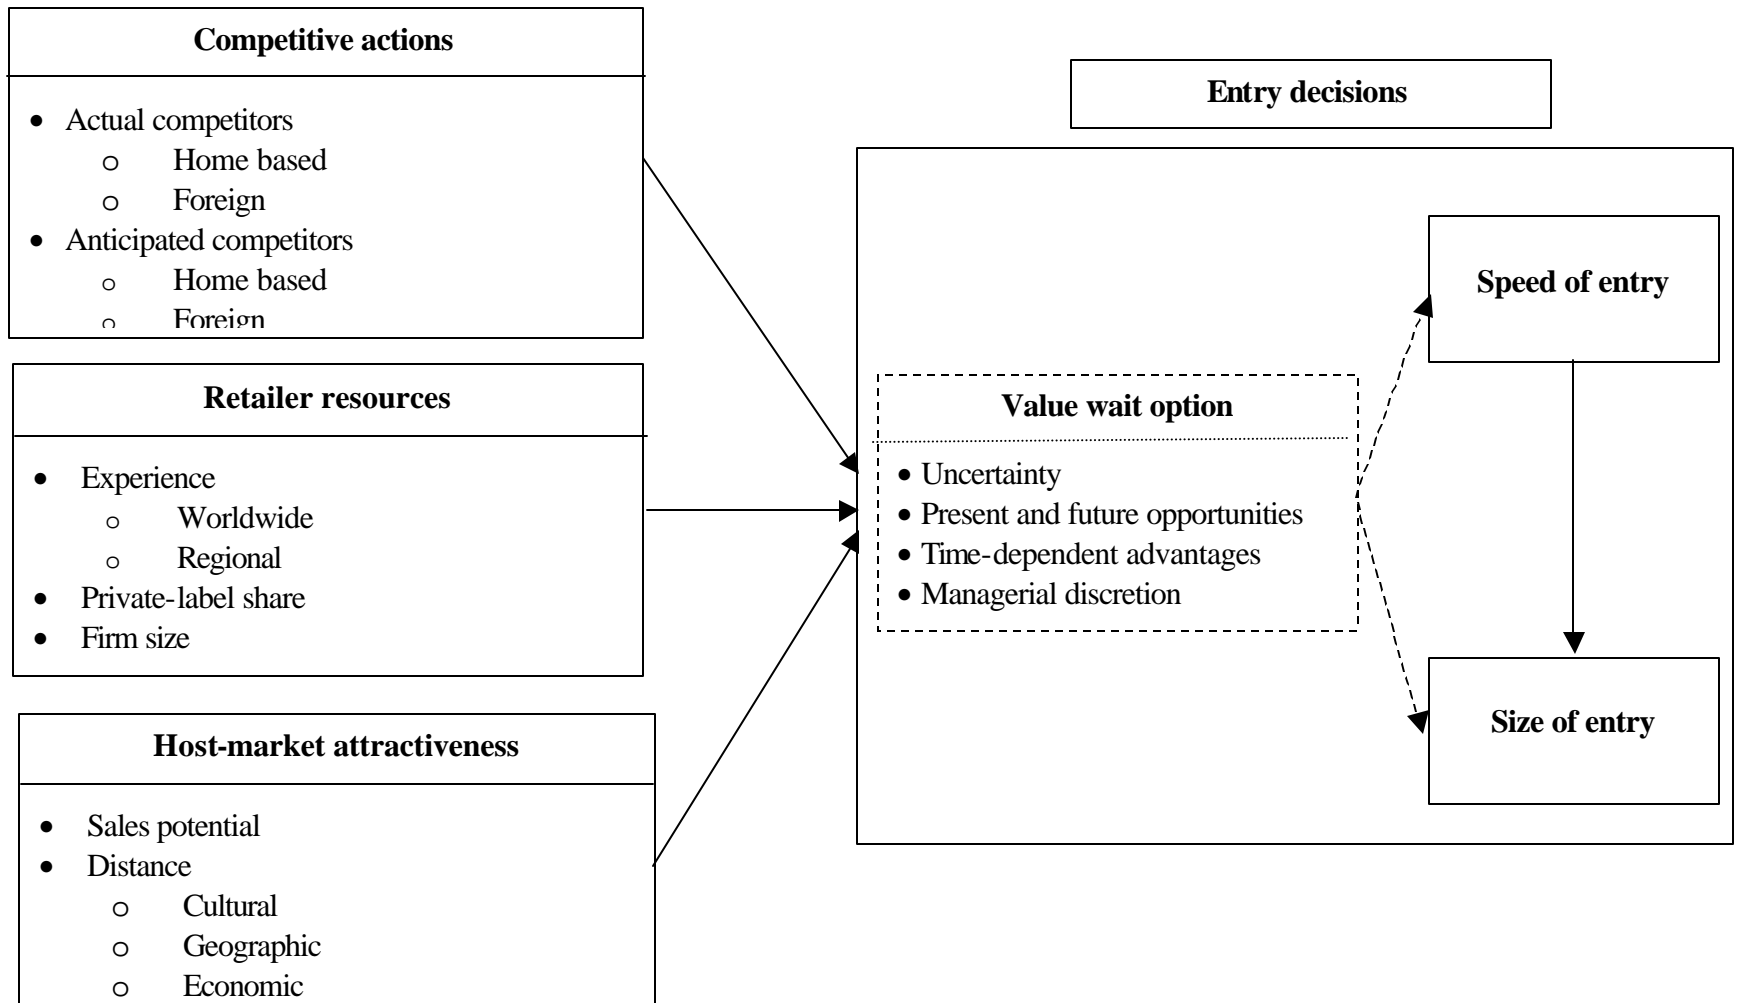 Competitive actions
• Actual competitors
o Home based
o Foreign
• Anticipated competitors
o Home based
o Foreign
Retailer resources
• Experience
o Worldwide
o Regional
• Private-label share
• Firm size
Host-market attractiveness
• Sales potential
• Distance
o Cultural
o Geographic
o Economic
Entry decisions
Value wait option
• Uncertainty
• Present and future opportunities
• Time-dependent advantages
• Managerial discretion
Speed of entry
Size of entry